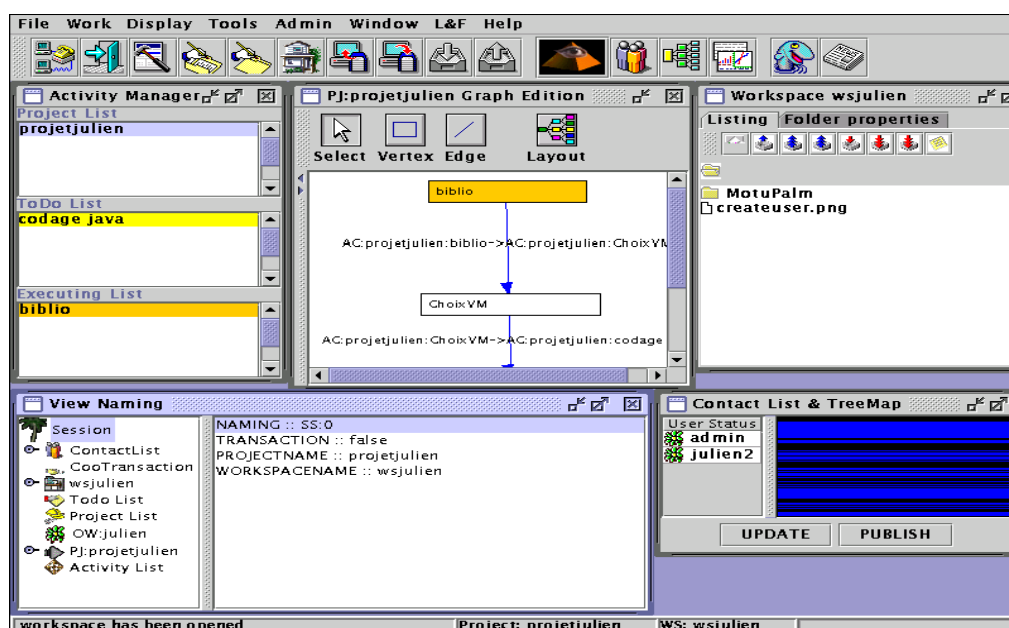 File Work Display Tools Admin Window L&F Help
Activity Manager
Project List
projetjulien
ToDo List
codage java
Executing List
biblio
PJ:projetjulien Graph Edition
Select Vertex Edge Layout
biblio
AC:projetjulien:biblio->AC:projetjulien:ChoixVM
ChoixVM
AC:projetjulien:ChoixVM->AC:projetjulien:codage
Workspace wsjulien
Listing Folder properties
MotuPalm
createuser.png
View Naming
Session
ContactList
CooTransaction
wsjulien
Todo List
Project List
OW:julien
PJ:projetjulien
Activity List
NAMING :: SS:0
TRANSACTION :: false
PROJECTNAME :: projetjulien
WORKSPACENAME :: wsjulien
Contact List & TreeMap
User Status
admin
julien2
UPDATE PUBLISH
workspace has been opened Project: projetjulien WS: wsjulien